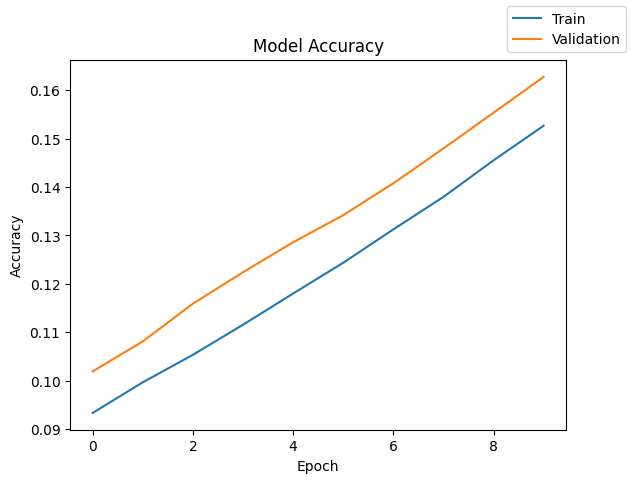 Train
Validation
Model Accuracy
0.16
0.15
0.14
0.13
0.12
0.11
0.10
0.09
Accuracy
0 2 4 6 8
Epoch